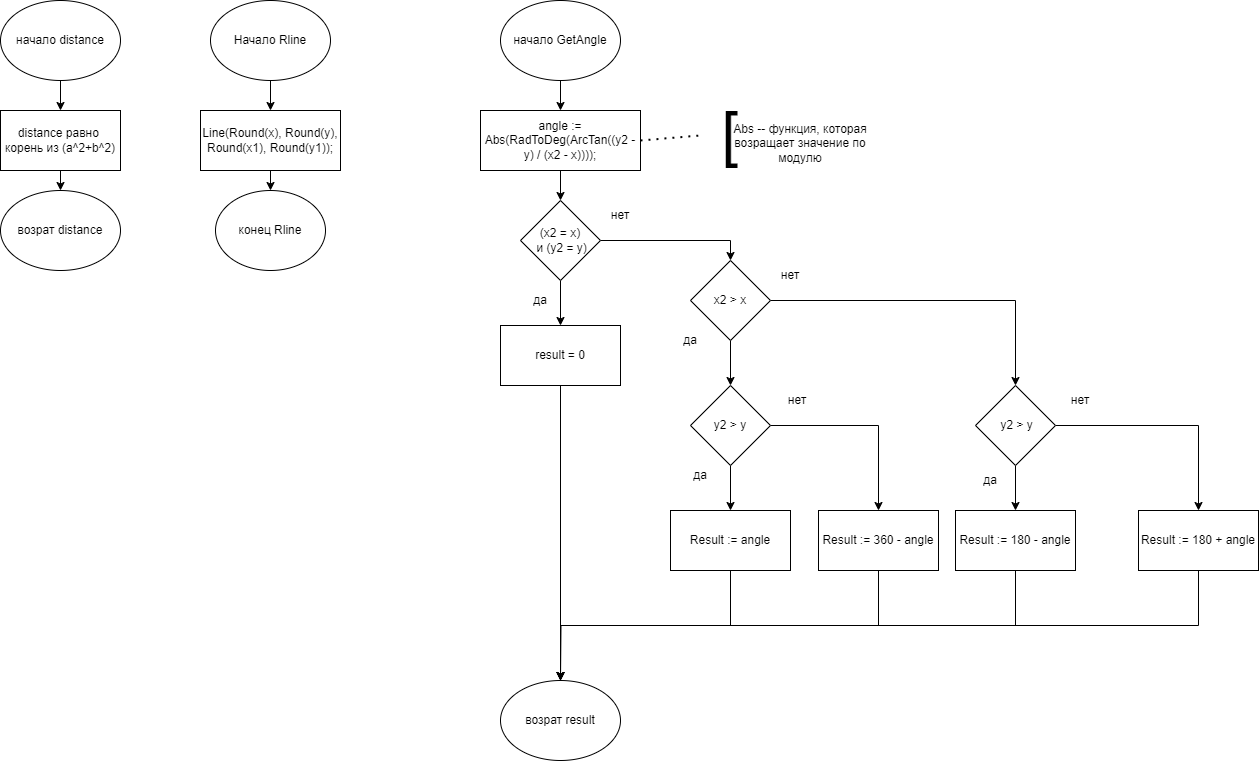 начало distance
distance равно
корень из (a^2+b^2)
возрат distance
Начало Rline
Line(Round(x), Round(y),
Round(x1), Round(y1));
конец Rline
начало GetAngle
angle :=
Abs(RadToDeg(ArcTan((y2 -
y) / (x2 - x))));
Abs -- функция, которая
возращает значение по
модулю
(x2 = x)
и (y2 = y)
нет
да
result = 0
x2 > x
нет
да
y2 > y
нет
да
y2 > y
нет
да
Result := angle
Result := 360 - angle
Result := 180 - angle
Result := 180 + angle
возрат result